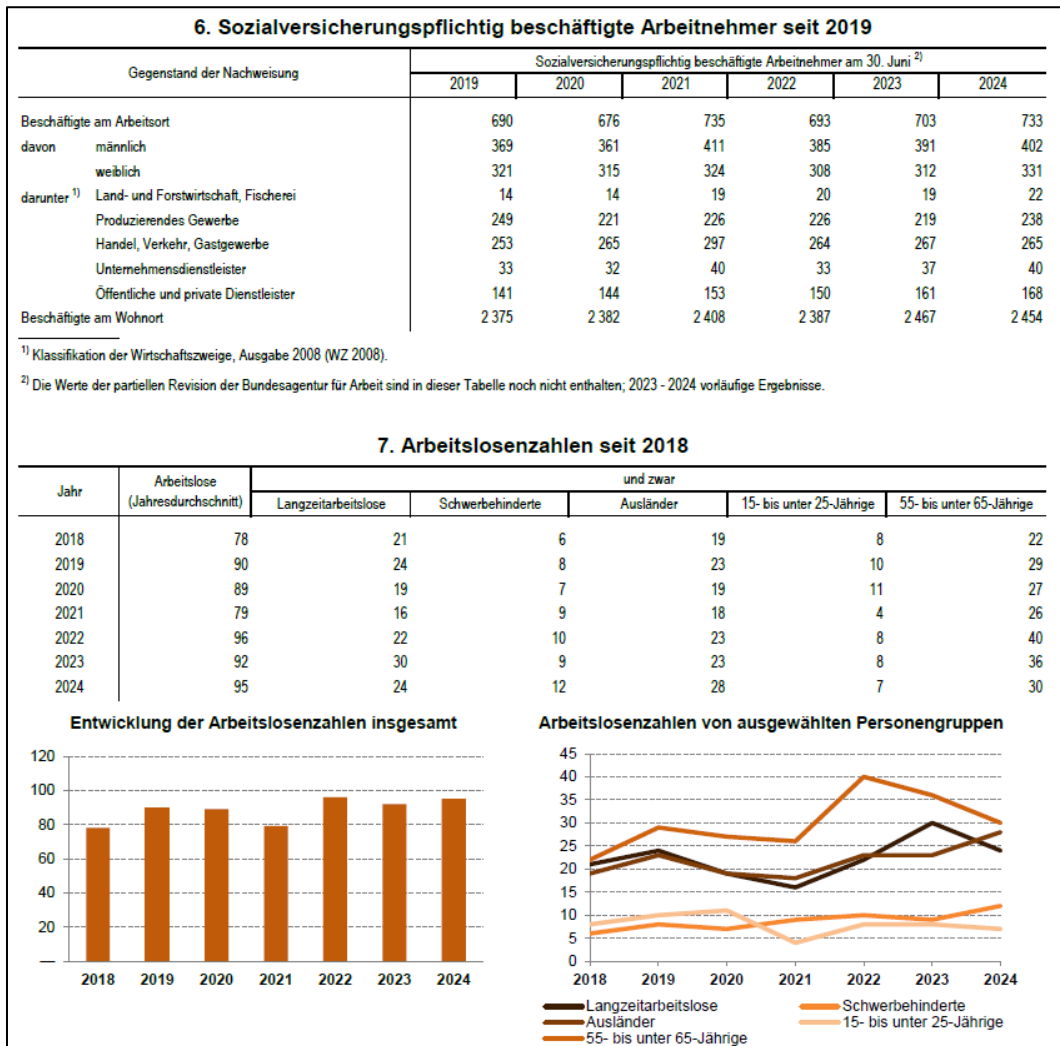 6. Sozialversicherungspflichtig beschäftigte Arbeitnehmer seit 2019
Gegenstand der Nachweisung
Sozialversicherungspflichtig beschäftigte Arbeitnehmer am 30. Juni 2)
2019 2020 2021 2022 2023 2024
Beschäftigte am Arbeitsort 690 676 735 693 703 733
davon männlich 369 361 411 385 391 402
weiblich 321 315 324 308 312 331
darunter 1) Land- und Forstwirtschaft, Fischerei 14 14 19 20 19 22
Produzierendes Gewerbe 249 221 226 226 219 238
Handel, Verkehr, Gastgewerbe 253 265 297 264 267 265
Unternehmensdienstleister 33 32 40 33 37 40
Öffentliche und private Dienstleister 141 144 153 150 161 168
Beschäftigte am Wohnort 2 375 2 382 2 408 2 387 2 467 2 454
1) Klassifikation der Wirtschaftszweige, Ausgabe 2008 (WZ 2008).
2) Die Werte der partiellen Revision der Bundesagentur für Arbeit sind in dieser Tabelle noch nicht enthalten; 2023 - 2024 vorläufige Ergebnisse.
7. Arbeitslosenzahlen seit 2018
Jahr
Arbeitslose
(Jahresdurchschnitt)
und zwar
Langzeitarbeitslose Schwerbehinderte Ausländer 15- bis unter 25-Jährige 55- bis unter 65-Jährige
2018 78 21 6 19 8 22
2019 90 24 8 23 10 29
2020 89 19 7 19 11 27
2021 79 16 9 18 4 26
2022 96 22 10 23 8 40
2023 92 30 9 23 8 36
2024 95 24 12 28 7 30
Entwicklung der Arbeitslosenzahlen insgesamt
120
100
80
60
40
20
—
2018 2019 2020 2021 2022 2023 2024
Arbeitslosenzahlen von ausgewählten Personengruppen
45
40
35
30
25
20
15
10
5
0
2018 2019 2020 2021 2022 2023 2024
Langzeitarbeitslose Schwerbehinderte
Ausländer 15- bis unter 25-Jährige
55- bis unter 65-Jährige